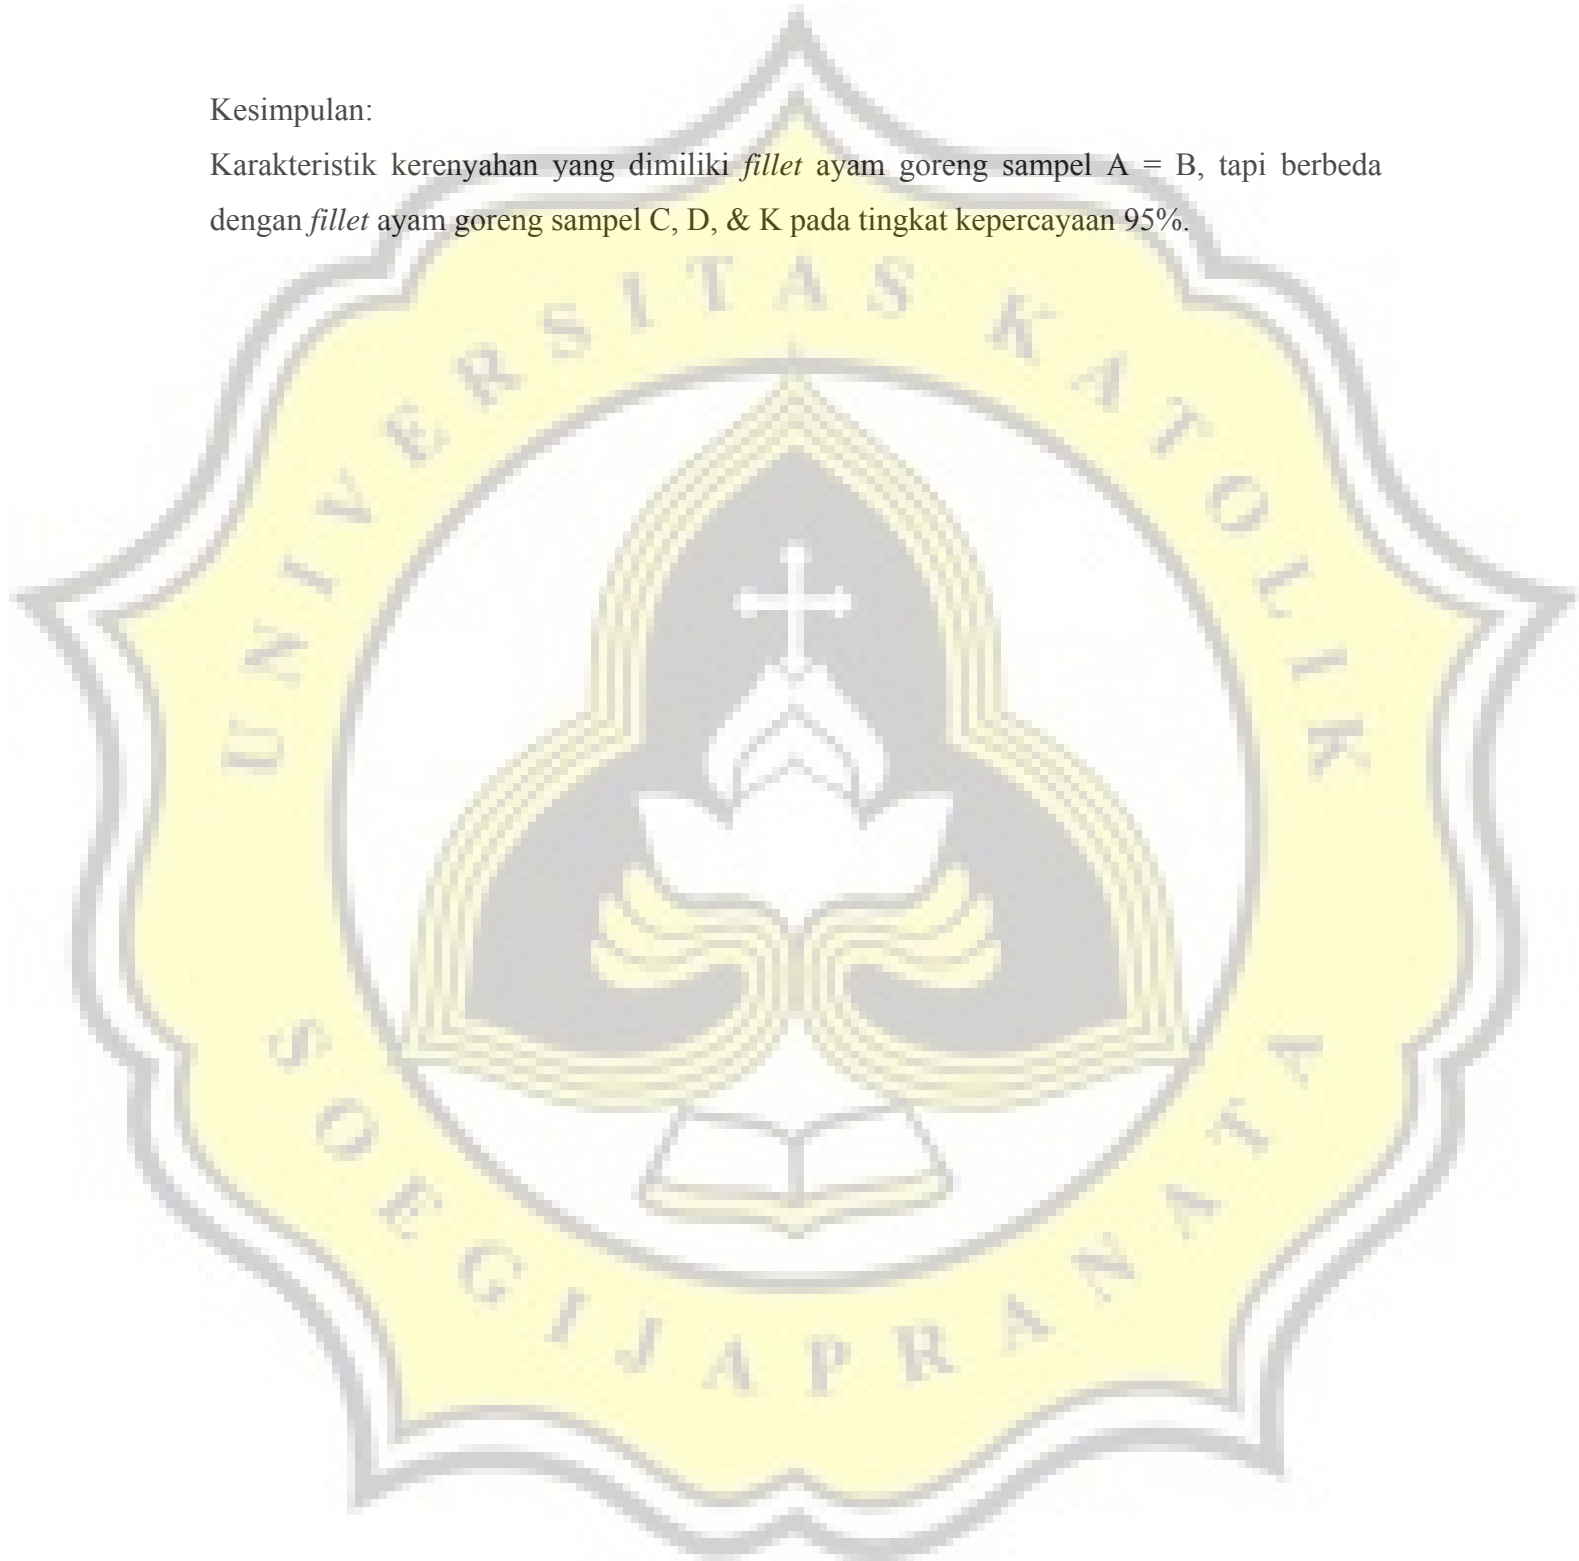 Kesimpulan:
Karakteristik kerenyahan yang dimiliki fillet ayam goreng sampel A = B, tapi berbeda
dengan fillet ayam goreng sampel C, D, & K pada tingkat kepercayaan 95%.
UNIVERSITAS KATOLIK
SOEGIJAPRANATA